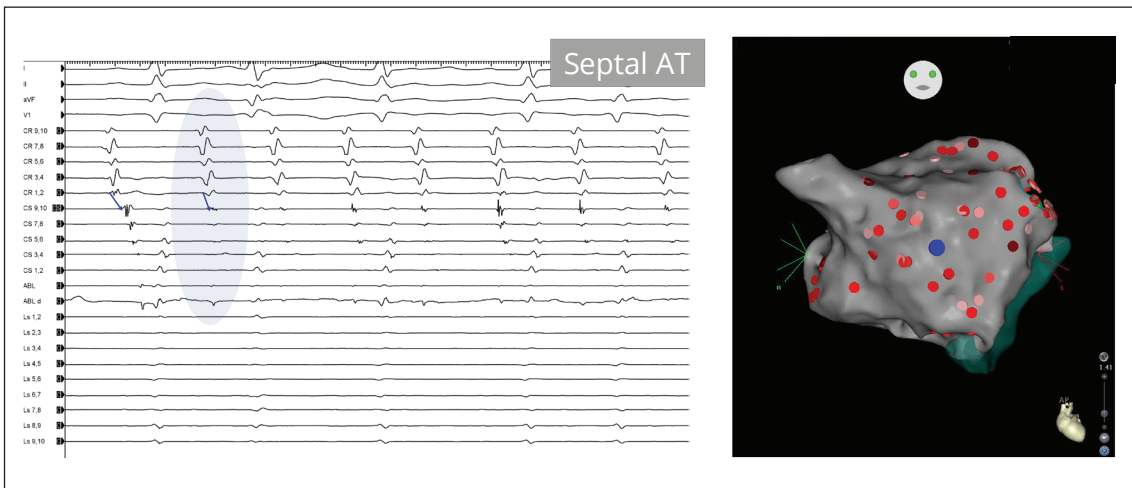 Septal AT
I
II
aVF
V1
CR 9,10
CR 7,8
CR 5,6
CR 3,4
CR 1,2
CS 9,10
CS 7,8
CS 5,6
CS 3,4
CS 1,2
ABL
ABL d
Ls 1,2
Ls 2,3
Ls 3,4
Ls 4,5
Ls 5,6
Ls 6,7
Ls 7,8
Ls 8,9
Ls 9,10
R
L
1.41
AP